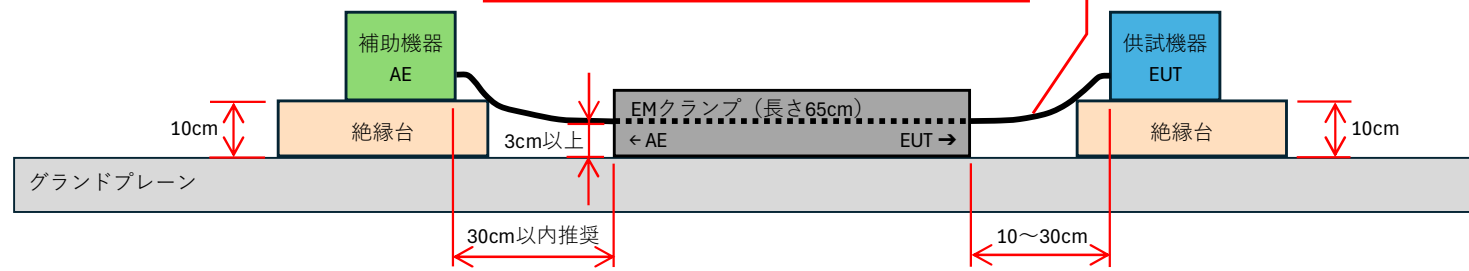 補助機器
AE
供試機器
EUT
10cm
絶縁台
3cm以上
EMクランプ（長さ65cm）
← AE
EUT →
絶縁台
10cm
グランドプレーン
30cm以内推奨
10～30cm